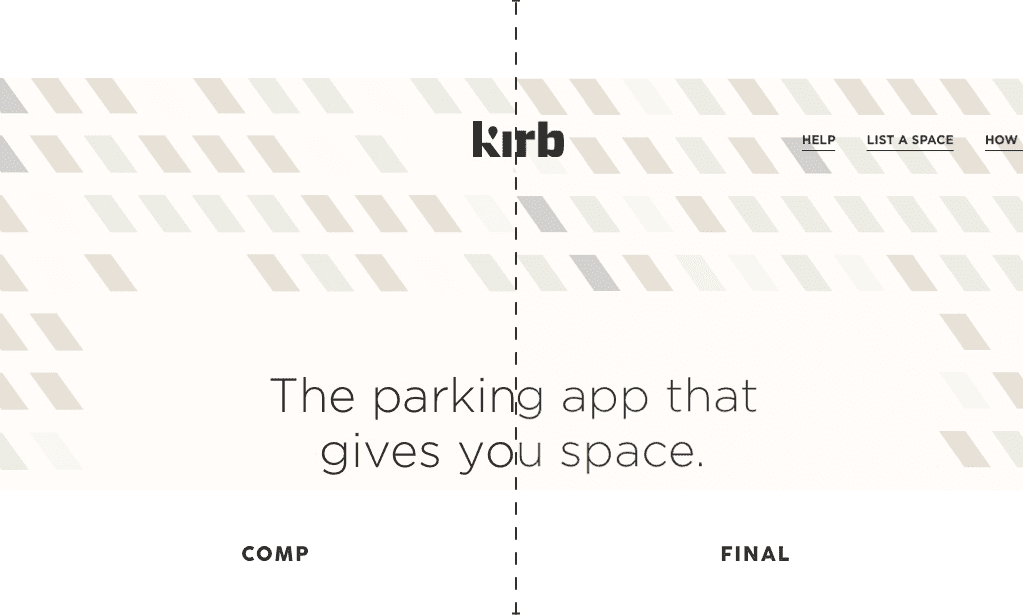 kirb
HELP LIST A SPACE HOW
The parking app that
gives you space.
COMP FINAL